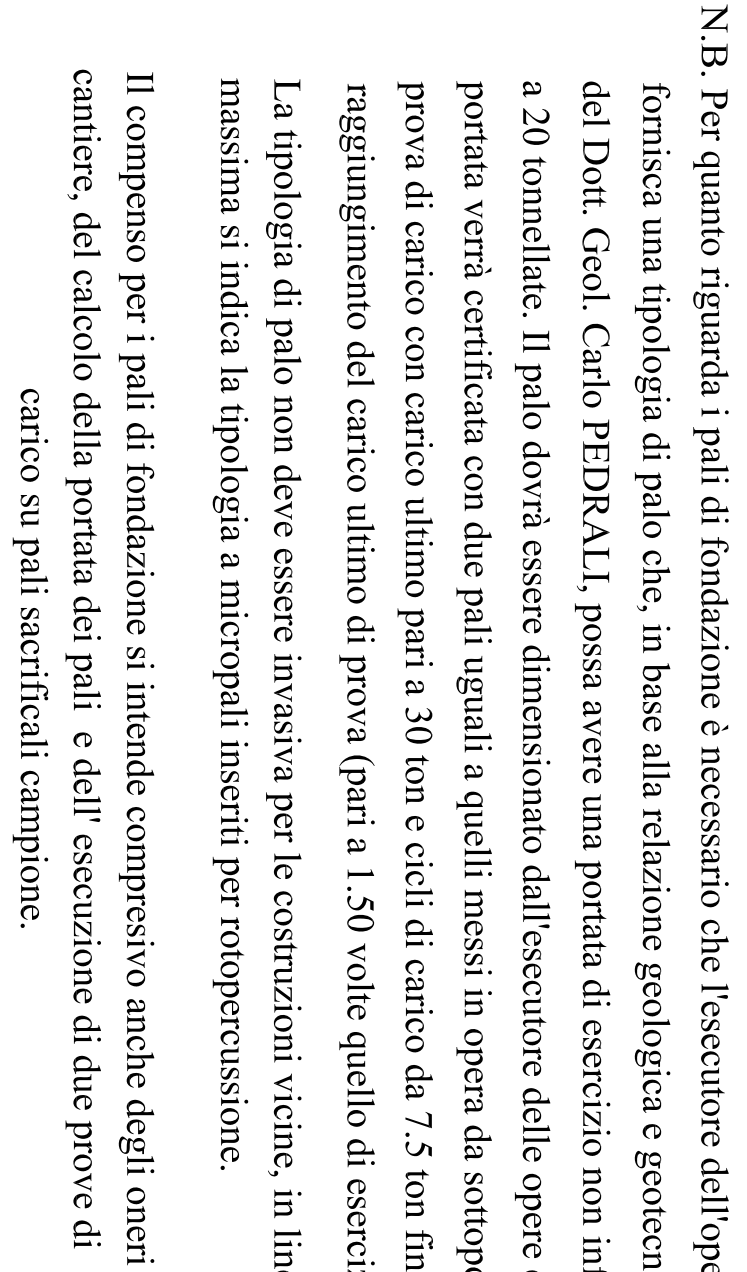 N.B. Per quanto riguarda i pali di fondazione è necessario che l'esecutore dell'ope
fornisca una tipologia di palo che, in base alla relazione geologica e geotecn
del Dott. Geol. Carlo PEDRALI, possa avere una portata di esercizio non inf
a 20 tonnellate. Il palo dovrà essere dimensionato dall'esecutore delle opere
portata verrà certificata con due pali uguali a quelli messi in opera da sottopo
prova di carico con carico ultimo pari a 30 ton e cicli di carico da 7.5 ton fin
raggiungimento del carico ultimo di prova (pari a 1.50 volte quello di eserciz
La tipologia di palo non deve essere invasiva per le costruzioni vicine, in line
massima si indica la tipologia a micropali inseriti per rotopercussione.
Il compenso per i pali di fondazione si intende compresivo anche degli oneri
cantiere, del calcolo della portata dei pali e dell' esecuzione di due prove di
carico su pali sacrificali campione.